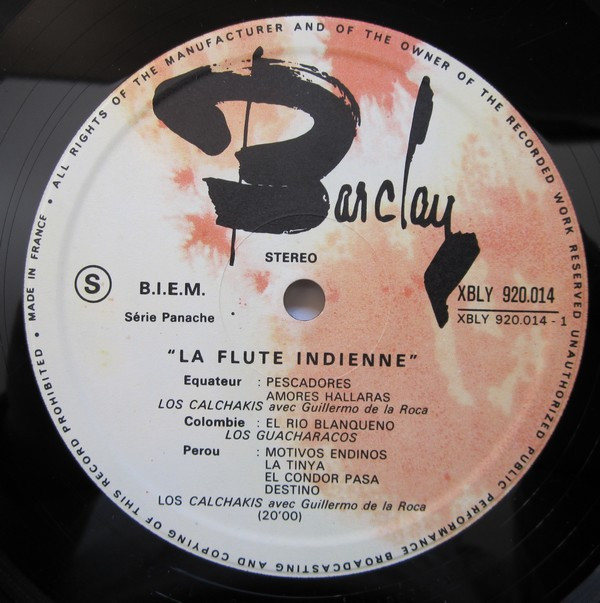 MADE IN FRANCE • ALL RIGHTS OF THE MANUFACTURER AND OF THE OWNER OF THE RECORDED WORK RESERVED UNAUTHORIZED PUBLIC PERFORMANCE BROADCASTING AND COPYING OF THIS RECORD PROHIBITED •
Barclay
STEREO
S
B.I.E.M.
Série Panache
XBLY 920.014
XBLY 920.014 - 1
"LA FLUTE INDIENNE"
Equateur : PESCADORES
AMORES HALLARAS
LOS CALCHAKIS avec Guillermo de la Roca
Colombie : EL RIO BLANQUENO
LOS GUACHARACOS
Perou : MOTIVOS ENDINOS
LA TINYA
EL CONDOR PASA
DESTINO
LOS CALCHAKIS avec Guillermo de la Roca
(20'00)